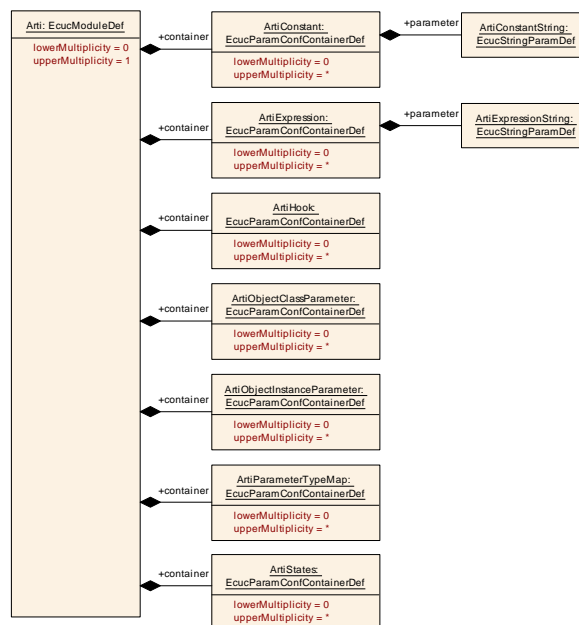 Arti: EcucModuleDef
lowerMultiplicity = 0
upperMultiplicity = 1
+container
ArtiConstant:
EcucParamConfContainerDef
lowerMultiplicity = 0
upperMultiplicity = *
+parameter
ArtiConstantString:
EcucStringParamDef
+container
ArtiExpression:
EcucParamConfContainerDef
lowerMultiplicity = 0
upperMultiplicity = *
+parameter
ArtiExpressionString:
EcucStringParamDef
+container
ArtiHook:
EcucParamConfContainerDef
lowerMultiplicity = 0
upperMultiplicity = *
+container
ArtiObjectClassParameter:
EcucParamConfContainerDef
lowerMultiplicity = 0
upperMultiplicity = *
+container
ArtiObjectInstanceParameter:
EcucParamConfContainerDef
lowerMultiplicity = 0
upperMultiplicity = *
+container
ArtiParameterTypeMap:
EcucParamConfContainerDef
lowerMultiplicity = 0
upperMultiplicity = *
+container
ArtiStates:
EcucParamConfContainerDef
lowerMultiplicity = 0
upperMultiplicity = *